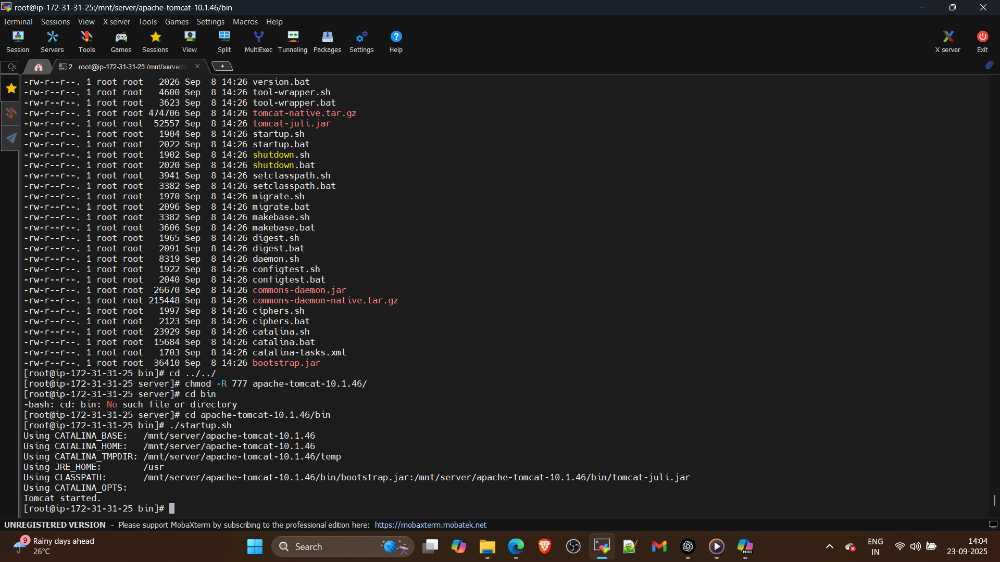 root@ip-172-31-31-25:/mnt/server/apache-tomcat-10.1.46/bin
Terminal Sessions View X server Tools Games Settings Macros Help
Session Servers Tools Games Sessions View Split MultiExec Tunneling Packages Settings Help X server Exit
2. root@ip-172-31-31-25:/mnt/server/a
-rw-r--r--. 1 root root   2026 Sep  8 14:26 version.bat
-rw-r--r--. 1 root root   4600 Sep  8 14:26 tool-wrapper.sh
-rw-r--r--. 1 root root   3623 Sep  8 14:26 tool-wrapper.bat
-rw-r--r--. 1 root root 474706 Sep  8 14:26 tomcat-native.tar.gz
-rw-r--r--. 1 root root  52557 Sep  8 14:26 tomcat-juli.jar
-rw-r--r--. 1 root root   1904 Sep  8 14:26 startup.sh
-rw-r--r--. 1 root root   2022 Sep  8 14:26 startup.bat
-rw-r--r--. 1 root root   1902 Sep  8 14:26 shutdown.sh
-rw-r--r--. 1 root root   2020 Sep  8 14:26 shutdown.bat
-rw-r--r--. 1 root root   3941 Sep  8 14:26 setclasspath.sh
-rw-r--r--. 1 root root   3382 Sep  8 14:26 setclasspath.bat
-rw-r--r--. 1 root root   1970 Sep  8 14:26 migrate.sh
-rw-r--r--. 1 root root   2096 Sep  8 14:26 migrate.bat
-rw-r--r--. 1 root root   3382 Sep  8 14:26 makebase.sh
-rw-r--r--. 1 root root   3606 Sep  8 14:26 makebase.bat
-rw-r--r--. 1 root root   1965 Sep  8 14:26 digest.sh
-rw-r--r--. 1 root root   2091 Sep  8 14:26 digest.bat
-rw-r--r--. 1 root root   8319 Sep  8 14:26 daemon.sh
-rw-r--r--. 1 root root   1922 Sep  8 14:26 configtest.sh
-rw-r--r--. 1 root root   2040 Sep  8 14:26 configtest.bat
-rw-r--r--. 1 root root  26670 Sep  8 14:26 commons-daemon.jar
-rw-r--r--. 1 root root 215448 Sep  8 14:26 commons-daemon-native.tar.gz
-rw-r--r--. 1 root root   1997 Sep  8 14:26 ciphers.sh
-rw-r--r--. 1 root root   2123 Sep  8 14:26 ciphers.bat
-rw-r--r--. 1 root root  23929 Sep  8 14:26 catalina.sh
-rw-r--r--. 1 root root  15684 Sep  8 14:26 catalina.bat
-rw-r--r--. 1 root root   1703 Sep  8 14:26 catalina-tasks.xml
-rw-r--r--. 1 root root  36410 Sep  8 14:26 bootstrap.jar
[root@ip-172-31-31-25 bin]# cd ../../
[root@ip-172-31-31-25 server]# chmod -R 777 apache-tomcat-10.1.46/
[root@ip-172-31-31-25 server]# cd bin
-bash: cd: bin: No such file or directory
[root@ip-172-31-31-25 server]# cd apache-tomcat-10.1.46/bin
[root@ip-172-31-31-25 bin]# ./startup.sh
Using CATALINA_BASE:   /mnt/server/apache-tomcat-10.1.46
Using CATALINA_HOME:   /mnt/server/apache-tomcat-10.1.46
Using CATALINA_TMPDIR: /mnt/server/apache-tomcat-10.1.46/temp
Using JRE_HOME:        /usr
Using CLASSPATH:       /mnt/server/apache-tomcat-10.1.46/bin/bootstrap.jar:/mnt/server/apache-tomcat-10.1.46/bin/tomcat-juli.jar
Using CATALINA_OPTS:
Tomcat started.
[root@ip-172-31-31-25 bin]#
UNREGISTERED VERSION - Please support MobaXterm by subscribing to the professional edition here: https://mobaxterm.mobatek.net
9 Rainy days ahead
26°C
Search
M365
ENG
IN
14:04
23-09-2025